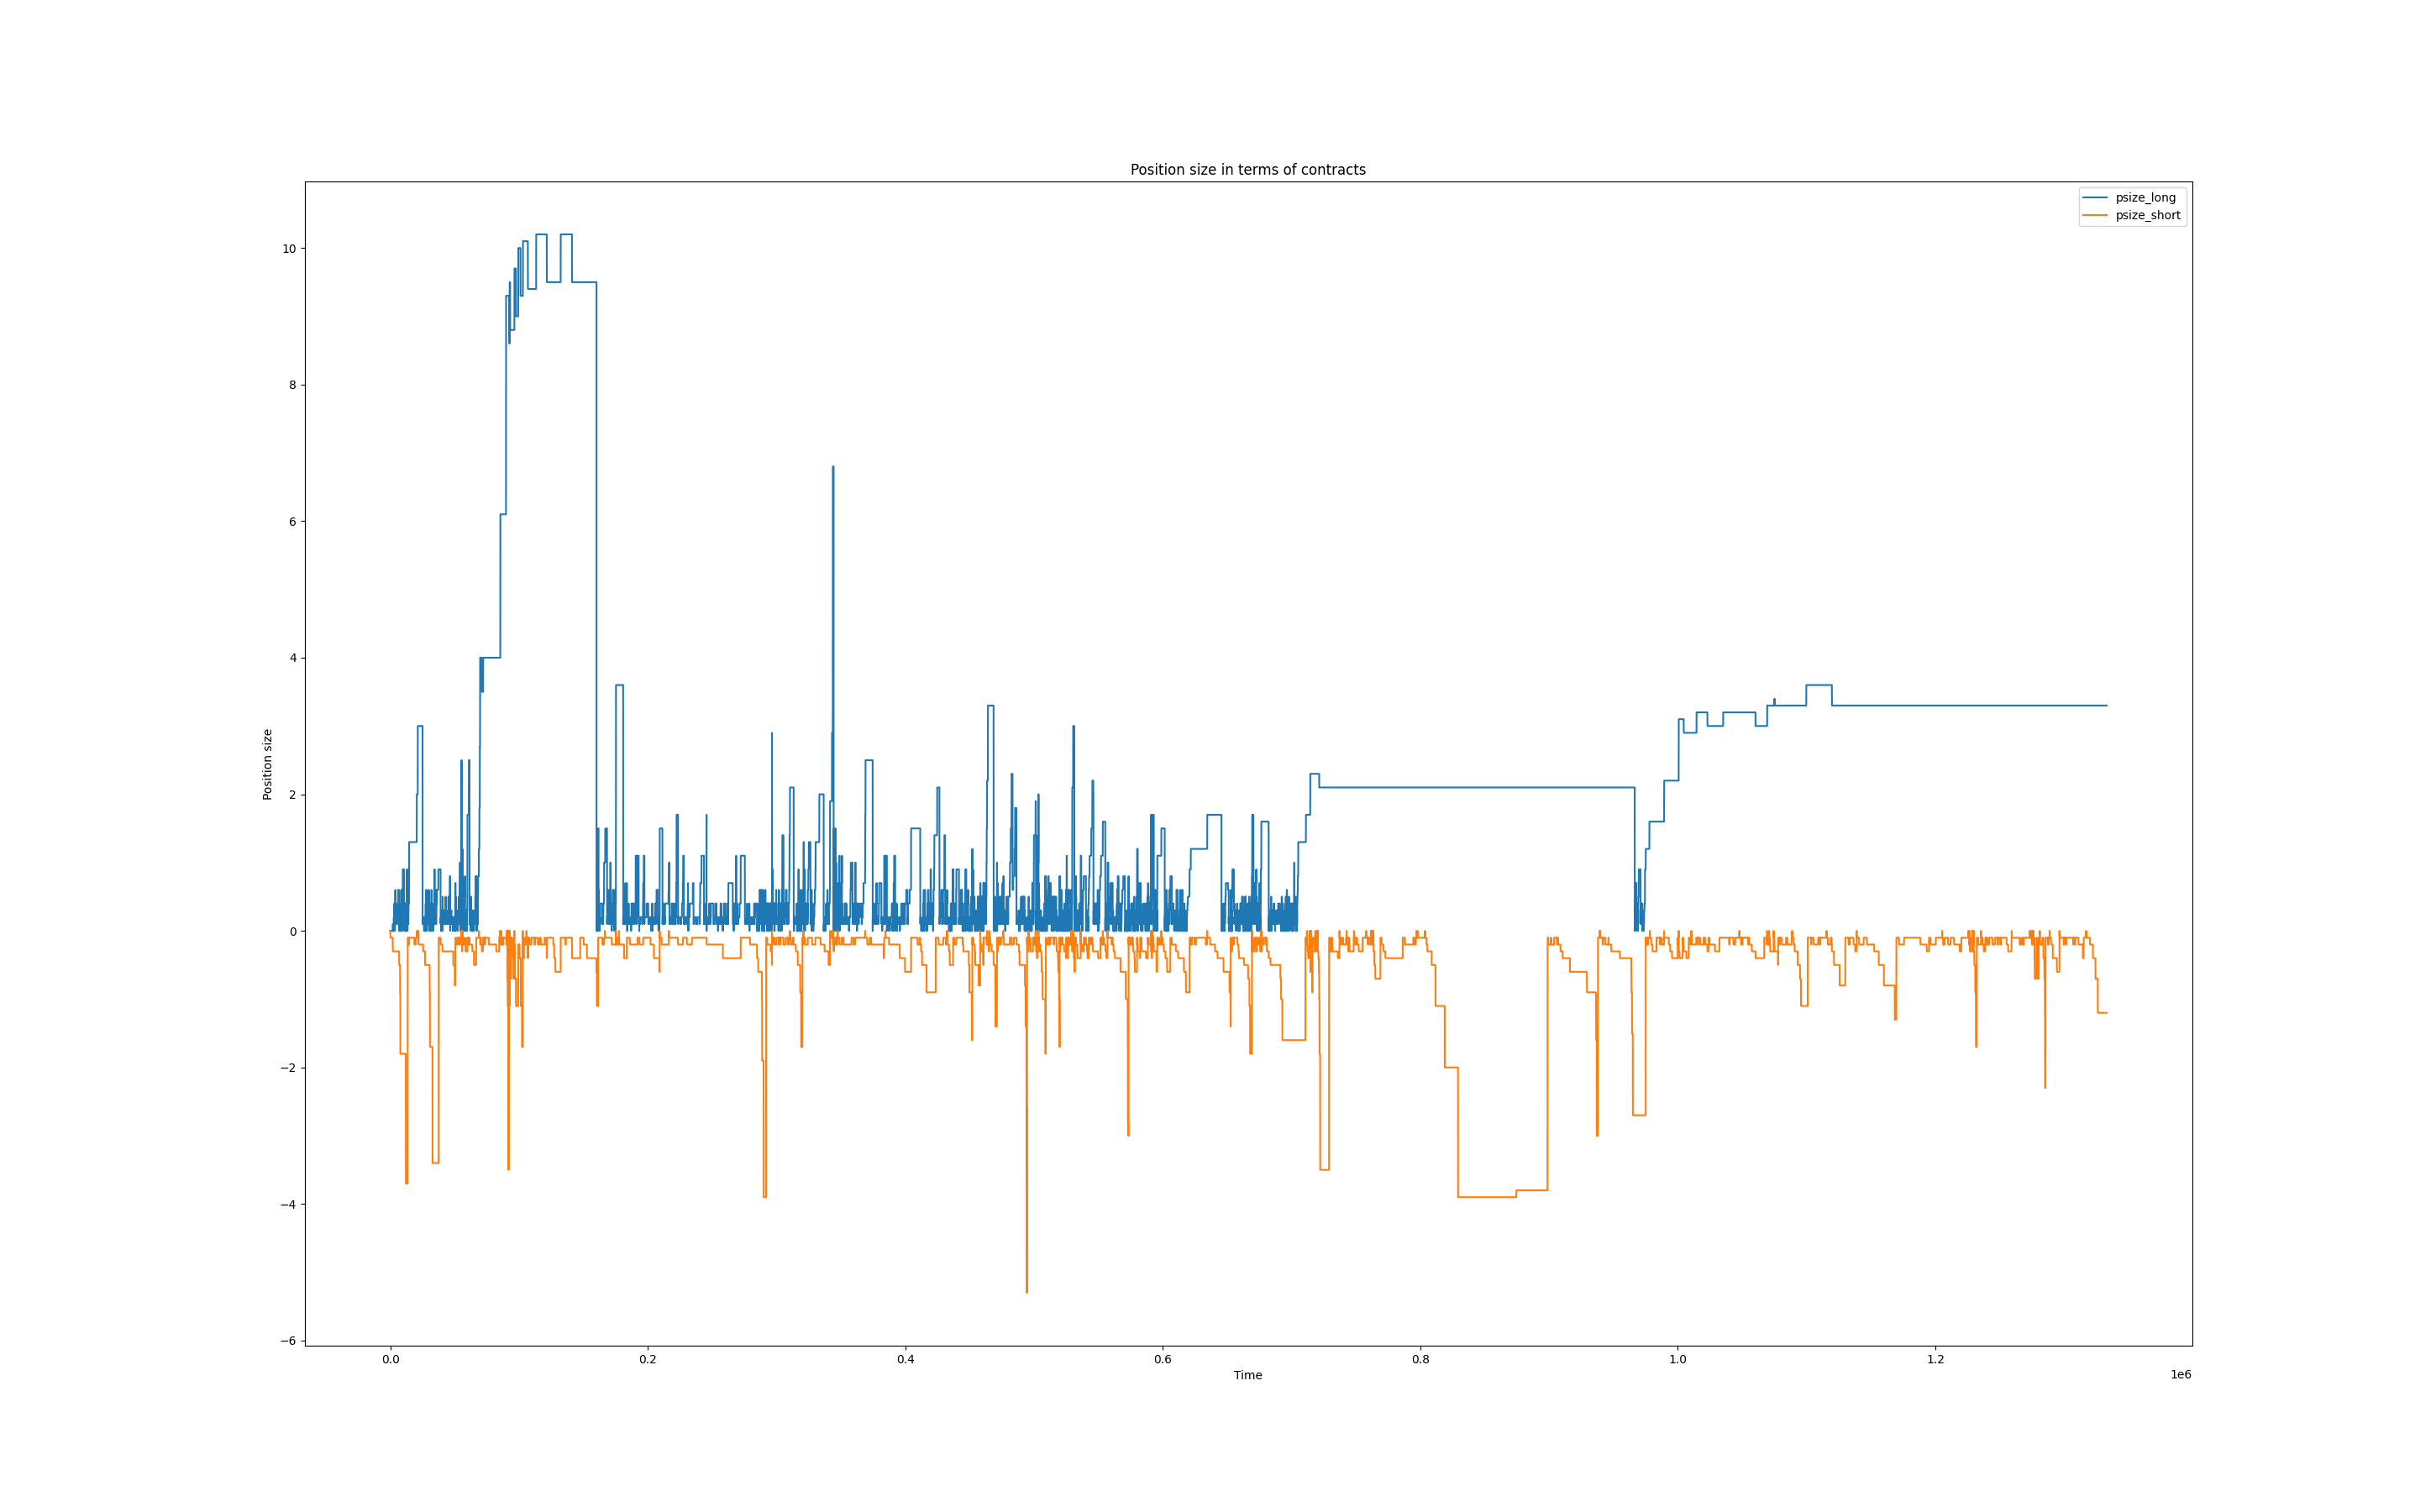 Position size in terms of contracts
psize_long
psize_short
10
8
6
4
2
0
−2
−4
−6
Position size
0.0 0.2 0.4 0.6 0.8 1.0 1.2
Time
1e6